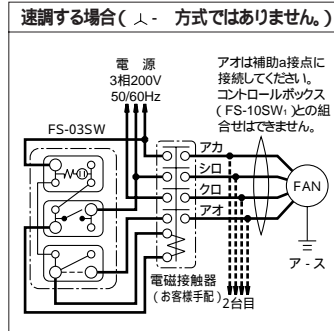 速調する場合(人-　方式ではありません。)
電　源
3相200V
50/60Hz
アオは補助a接点に
接続してください。
コントロールボックス
(FS-10SW₁)との組
合せはできません。
FS-03SW
アカ
シロ
クロ
アオ
FAN
ア-ス
電磁接触器
(お客様手配)
2台目